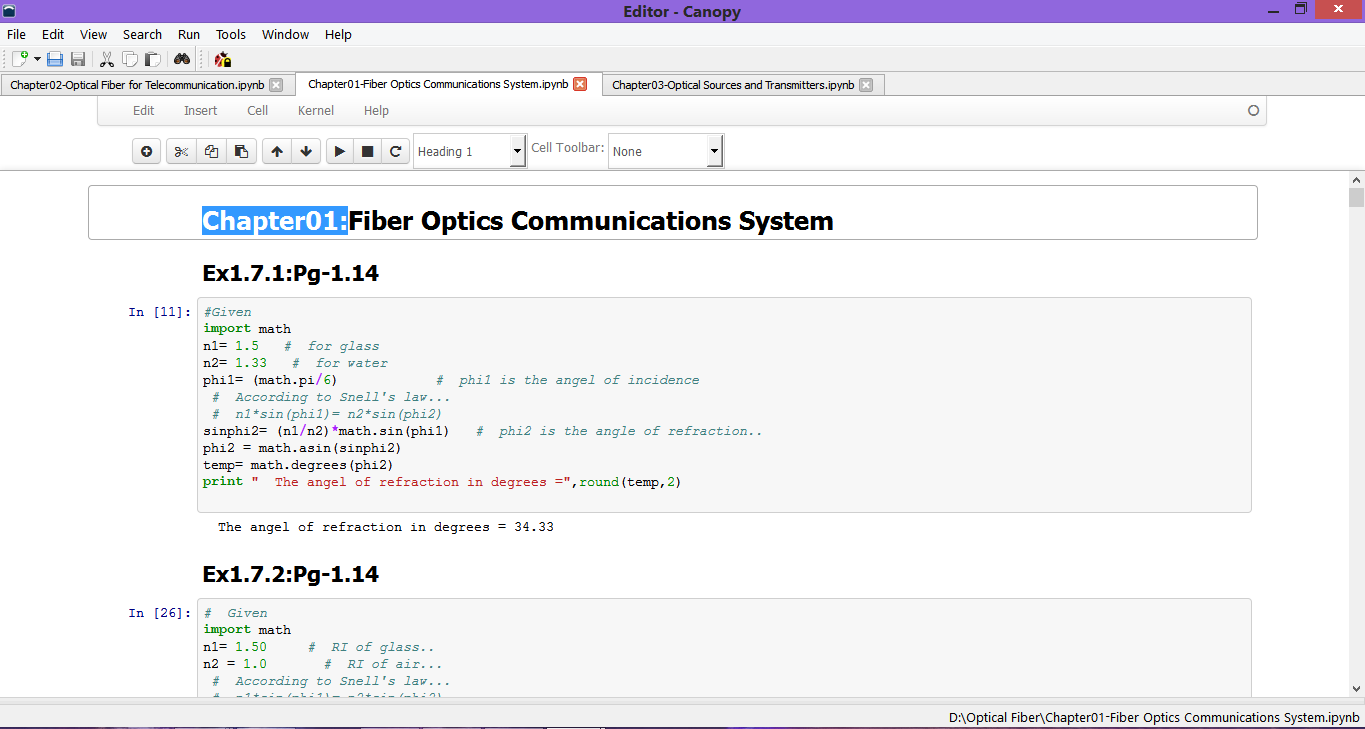 Editor - Canopy
File Edit View Search Run Tools Window Help
Chapter02-Optical Fiber for Telecommunication.ipynb Chapter01-Fiber Optics Communications System.ipynb Chapter03-Optical Sources and Transmitters.ipynb
Edit Insert Cell Kernel Help
Heading 1 Cell Toolbar: None
Chapter01:Fiber Optics Communications System
Ex1.7.1:Pg-1.14
In [11]: #Given
import math
n1= 1.5 # for glass
n2= 1.33 # for water
phi1= (math.pi/6) # phi1 is the angel of incidence
# According to Snell's law...
# n1*sin(phi1)= n2*sin(phi2)
sinphi2= (n1/n2)*math.sin(phi1) # phi2 is the angle of refraction..
phi2 = math.asin(sinphi2)
temp= math.degrees(phi2)
print " The angel of refraction in degrees =",round(temp,2)
The angel of refraction in degrees = 34.33
Ex1.7.2:Pg-1.14
In [26]: # Given
import math
n1= 1.50 # RI of glass..
n2 = 1.0 # RI of air...
# According to Snell's law...
# n1*sin(phi1)= n2*sin(phi2)
D:\Optical Fiber\Chapter01-Fiber Optics Communications System.ipynb